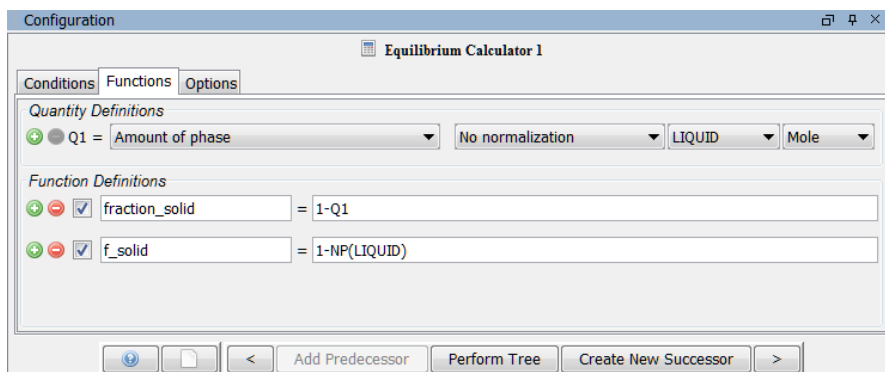 Configuration
Equilibrium Calculator 1
Conditions Functions Options
Quantity Definitions
Q1 = Amount of phase No normalization LIQUID Mole
Function Definitions
fraction_solid = 1-Q1
f_solid = 1-NP(LIQUID)
< Add Predecessor Perform Tree Create New Successor >